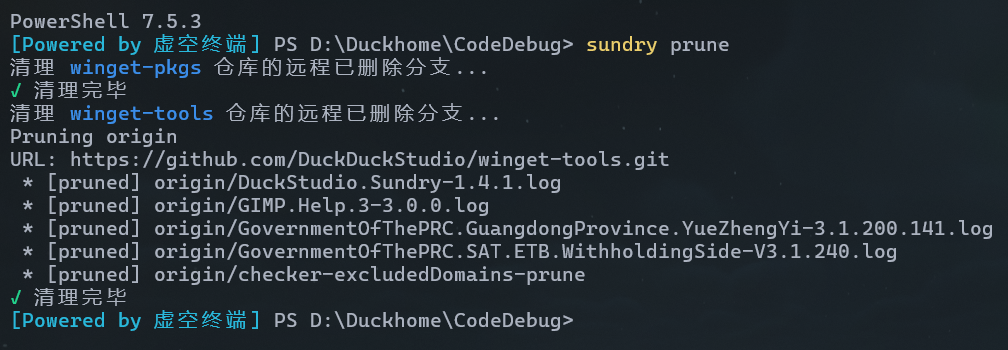 PowerShell 7.5.3
[Powered by 虚空终端] PS D:\Duckhome\CodeDebug> sundry prune
清理 winget-pkgs 仓库的远程已删除分支...
✓ 清理完毕
清理 winget-tools 仓库的远程已删除分支...
Pruning origin
URL: https://github.com/DuckDuckStudio/winget-tools.git
 * [pruned] origin/DuckStudio.Sundry-1.4.1.log
 * [pruned] origin/GIMP.Help.3-3.0.0.log
 * [pruned] origin/GovernmentOfThePRC.GuangdongProvince.YueZhengYi-3.1.200.141.log
 * [pruned] origin/GovernmentOfThePRC.SAT.ETB.WithholdingSide-V3.1.240.log
 * [pruned] origin/checker-excludedDomains-prune
✓ 清理完毕
[Powered by 虚空终端] PS D:\Duckhome\CodeDebug>